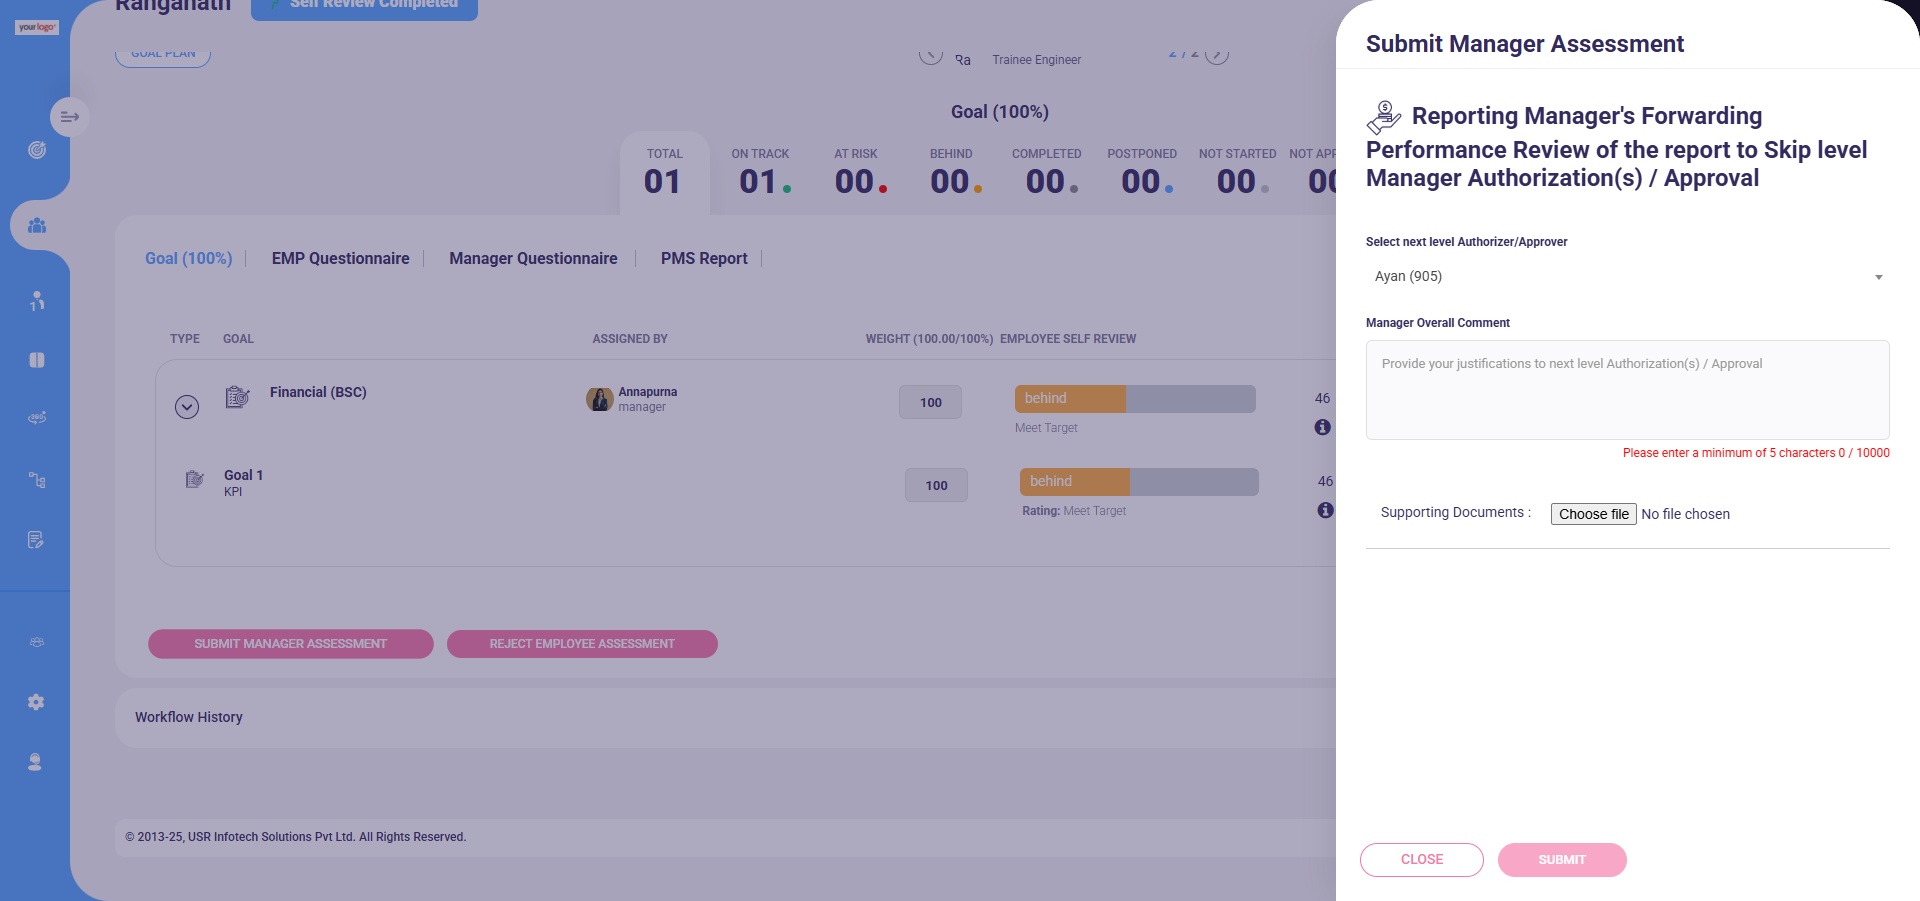 yourlogo
Ranganath
Self Review Completed
GOAL PLAN
Ra
Trainee Engineer
2 / 2
Goal (100%)
TOTAL
01
ON TRACK
01
AT RISK
00
BEHIND
00
COMPLETED
00
POSTPONED
00
NOT STARTED
00
NOT APP
00
Goal (100%)
EMP Questionnaire
Manager Questionnaire
PMS Report
TYPE
GOAL
ASSIGNED BY
WEIGHT (100.00/100%)
EMPLOYEE SELF REVIEW
Financial (BSC)
Annapurna
manager
100
behind
46
Meet Target
Goal 1
KPI
100
behind
46
Rating: Meet Target
SUBMIT MANAGER ASSESSMENT
REJECT EMPLOYEE ASSESSMENT
Workflow History
© 2013-25, USR Infotech Solutions Pvt Ltd. All Rights Reserved.
Submit Manager Assessment
Reporting Manager's Forwarding
Performance Review of the report to Skip level
Manager Authorization(s) / Approval
Select next level Authorizer/Approver
Ayan (905)
Manager Overall Comment
Provide your justifications to next level Authorization(s) / Approval
Please enter a minimum of 5 characters 0 / 10000
Supporting Documents :
Choose file
No file chosen
CLOSE
SUBMIT